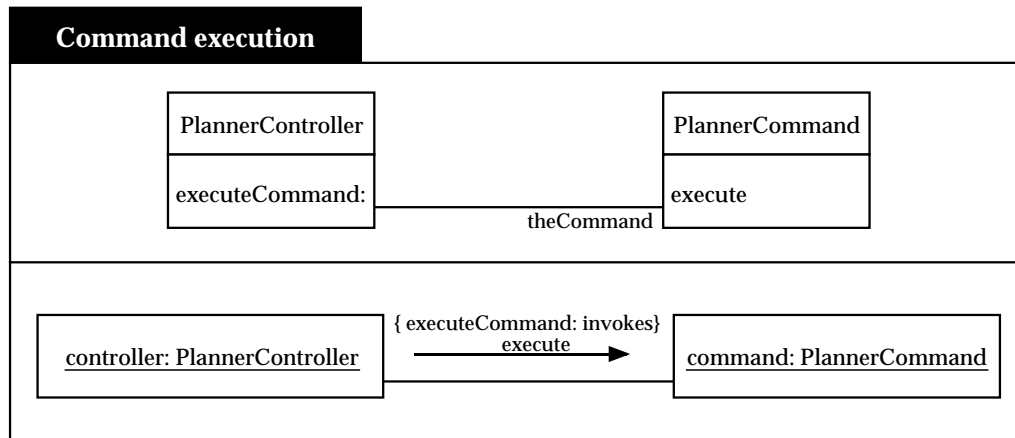 Command execution
PlannerController
PlannerCommand
executeCommand:
execute
theCommand
{ executeCommand: invokes}
execute
controller: PlannerController
command: PlannerCommand